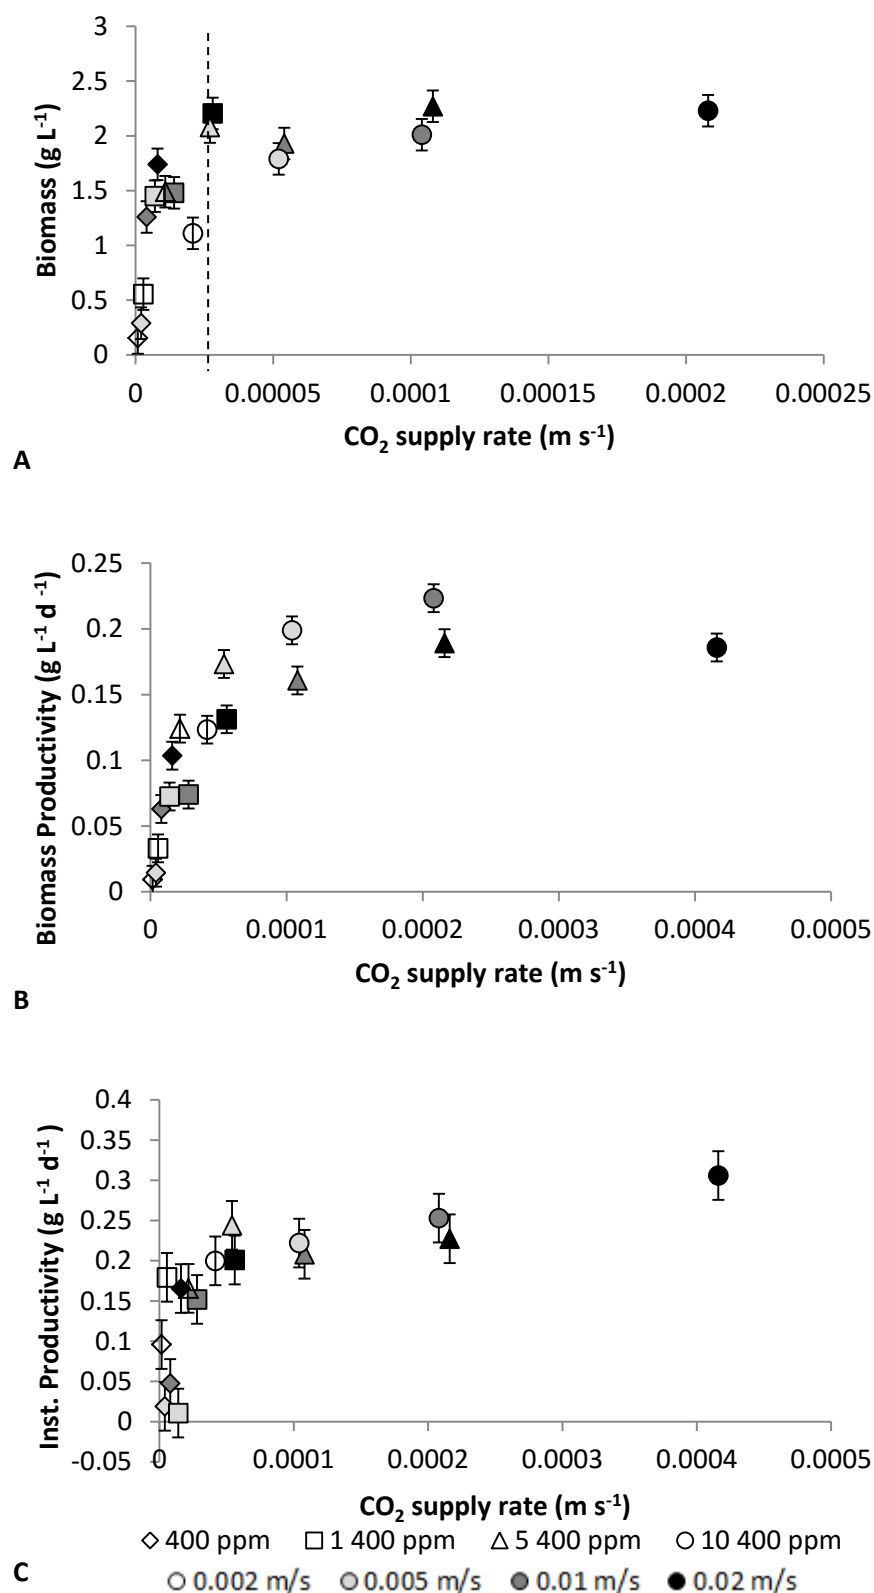 3
2.5
2
1.5
1
0.5
0
0 0.00005 0.0001 0.00015 0.0002 0.00025
Biomass (g L-1)
CO2 supply rate (m s-1)
A
0.25
0.2
0.15
0.1
0.05
0
0 0.0001 0.0002 0.0003 0.0004 0.0005
Biomass Productivity (g L-1 d -1)
CO2 supply rate (m s-1)
B
0.4
0.35
0.3
0.25
0.2
0.15
0.1
0.05
0
-0.05
0 0.0001 0.0002 0.0003 0.0004 0.0005
Inst. Productivity (g L-1 d-1 )
CO2 supply rate (m s-1)
400 ppm 1 400 ppm 5 400 ppm 10 400 ppm
C
0.002 m/s 0.005 m/s 0.01 m/s 0.02 m/s